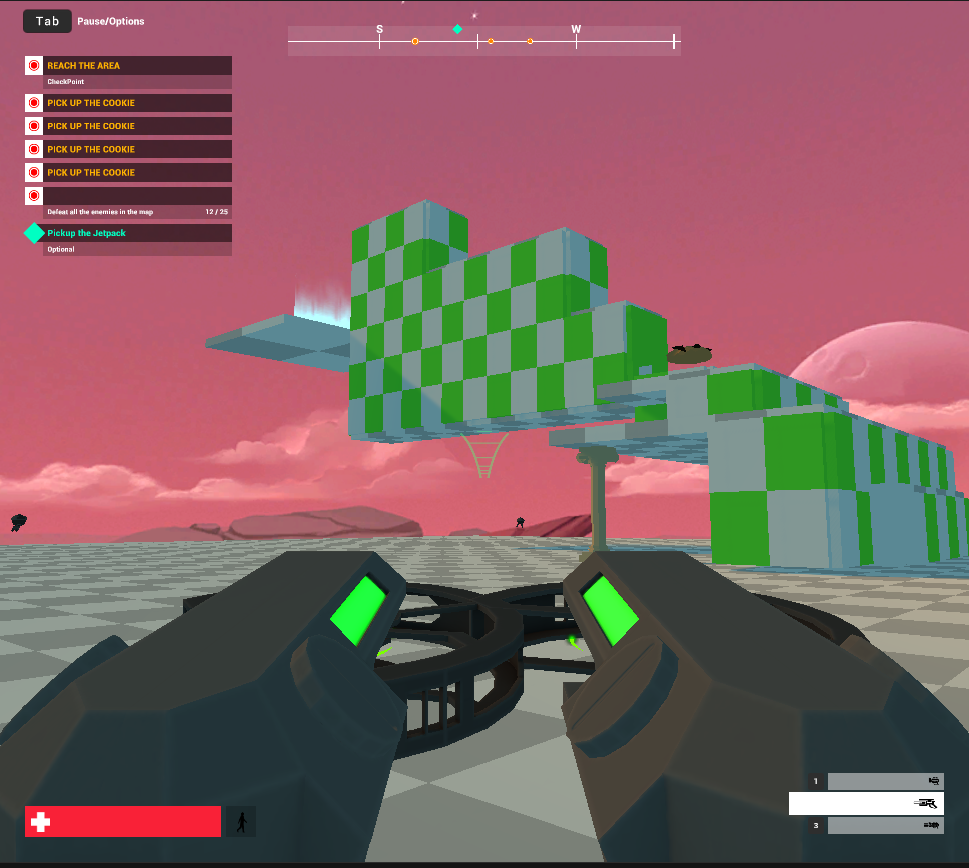 Tab Pause/Options
S W
REACH THE AREA
CheckPoint
PICK UP THE COOKIE
PICK UP THE COOKIE
PICK UP THE COOKIE
PICK UP THE COOKIE
Defeat all the enemies in the map 12 / 25
Pickup the Jetpack
Optional
1
3